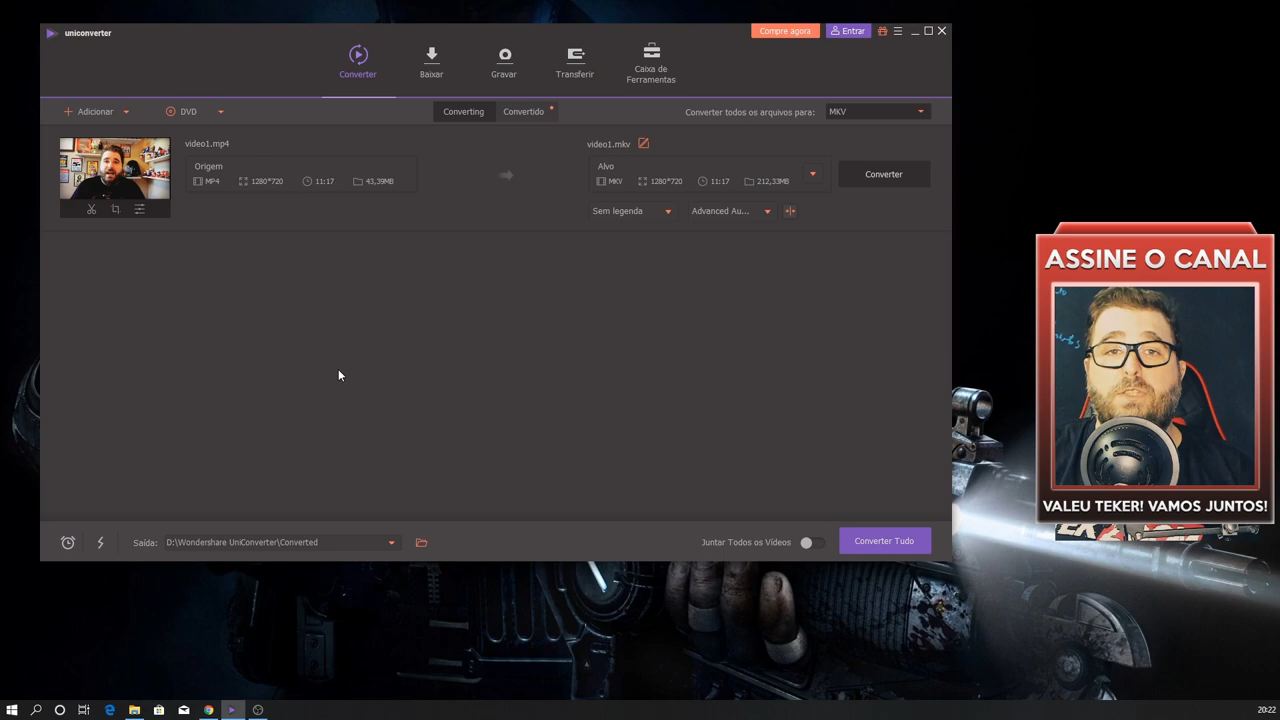 uniconverter
Compre agora
Entrar
Converter
Baixar
Gravar
Transferir
Caixa de
Ferramentas
Adicionar
DVD
Converting
Convertido
Converter todos os arquivos para:
MKV
video1.mp4
Origem
MP4
1280*720
11:17
43,39MB
video1.mkv
Alvo
MKV
1280*720
11:17
212,33MB
Converter
Sem legenda
Advanced Au...
ASSINE O CANAL
VALEU TEKER! VAMOS JUNTOS!
Saída:
D:\Wondershare UniConverter\Converted
Juntar Todos os Vídeos
Converter Tudo
20:22